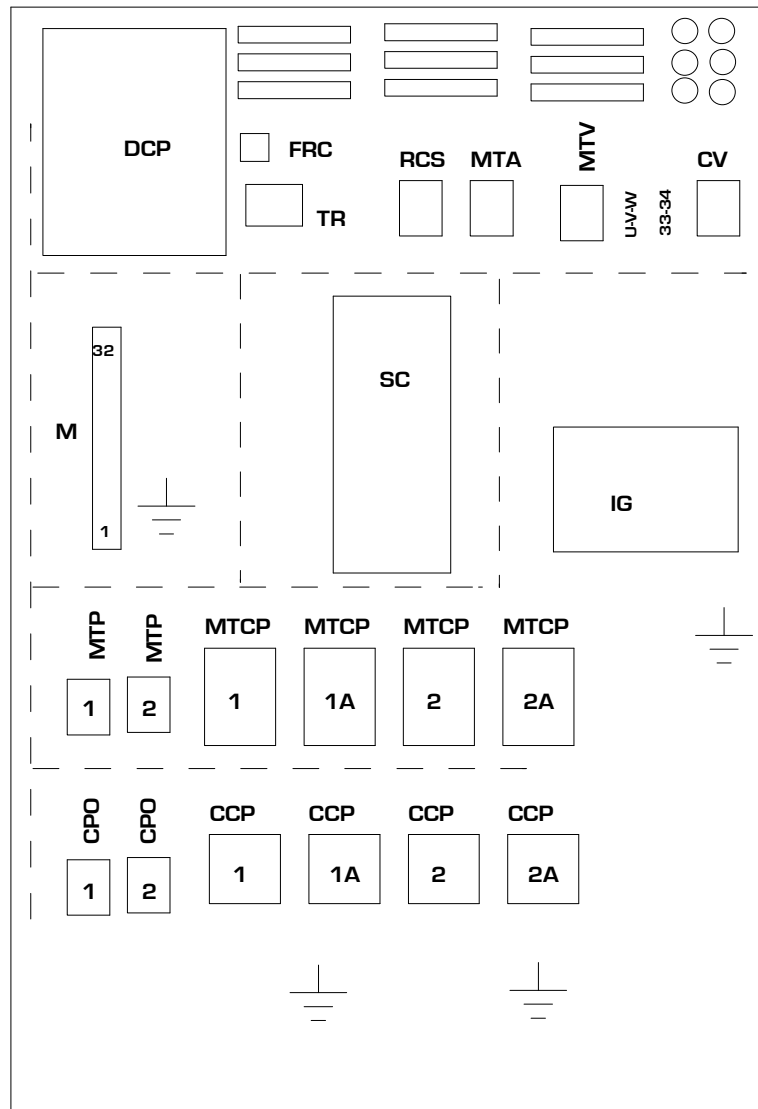 DCP
FRC
TR
RCS
MTA
MTV
U-V-W
33-34
CV
32
M
1
SC
IG
MTP MTP MTCP MTCP MTCP MTCP
1 2 1 1A 2 2A
CPO CPO CCP CCP CCP CCP
1 2 1 1A 2 2A